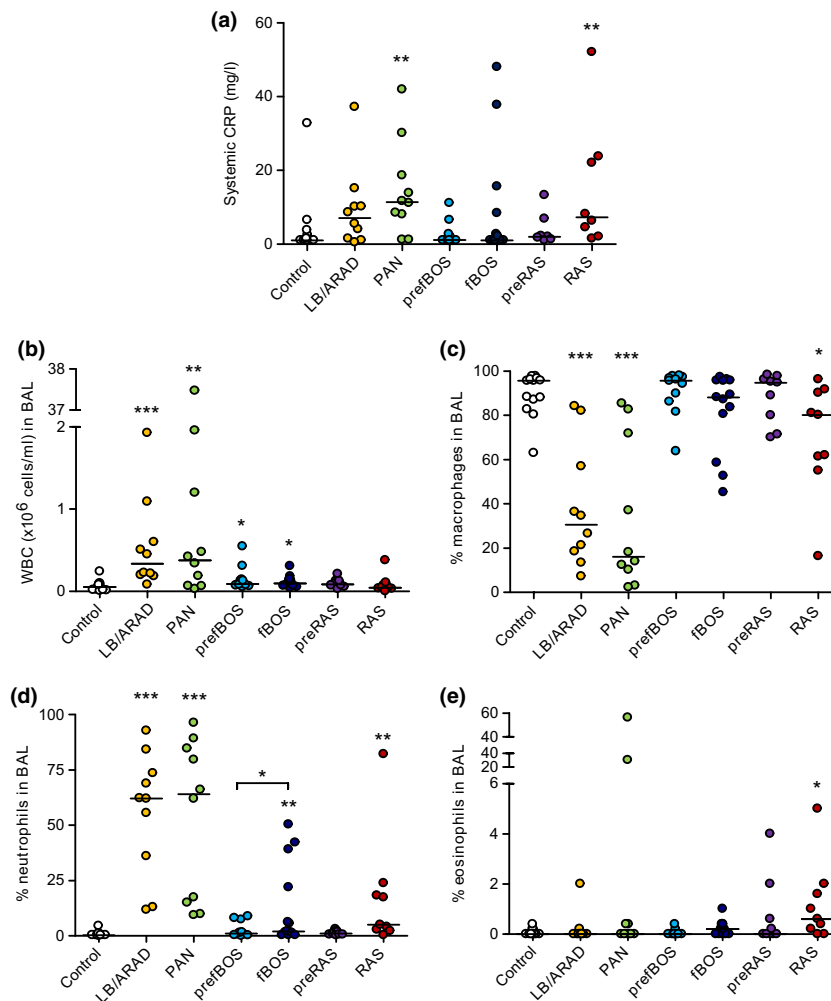 (a)
Systemic CRP (mg/l)
60
40
20
0
** **
Control LB/ARAD PAN prefBOS fBOS preRAS RAS
(b)
WBC (x10⁶ cells/ml) in BAL
38
37
2
1
0
*** ** * *
Control LB/ARAD PAN prefBOS fBOS preRAS RAS
(c)
% macrophages in BAL
100
80
60
40
20
0
*** *** *
Control LB/ARAD PAN prefBOS fBOS preRAS RAS
(d)
% neutrophils in BAL
100
75
50
25
0
*** *** * ** **
Control LB/ARAD PAN prefBOS fBOS preRAS RAS
(e)
% eosinophils in BAL
60
40
20
6
4
2
0
*
Control LB/ARAD PAN prefBOS fBOS preRAS RAS